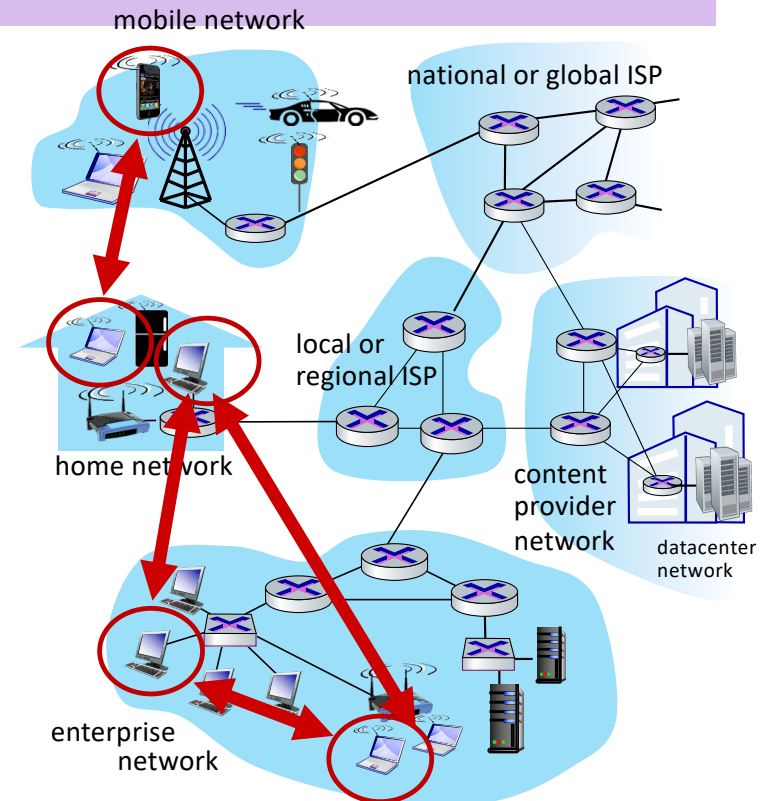 mobile network
national or global ISP
local or
regional ISP
home network
content
provider
network
datacenter
network
enterprise
network